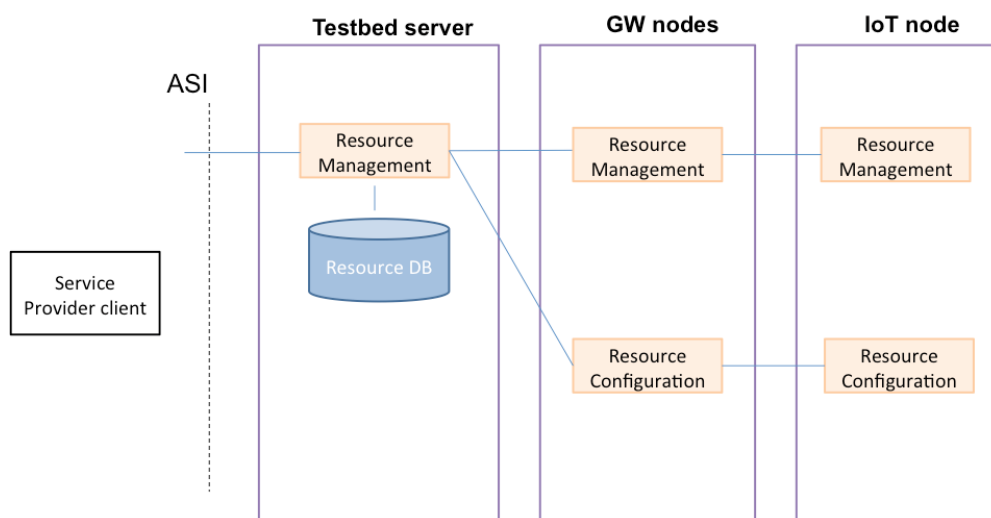 Testbed server
GW nodes
IoT node
ASI
Resource
Management
Resource
Management
Resource
Management
Resource DB
Service
Provider client
Resource
Configuration
Resource
Configuration